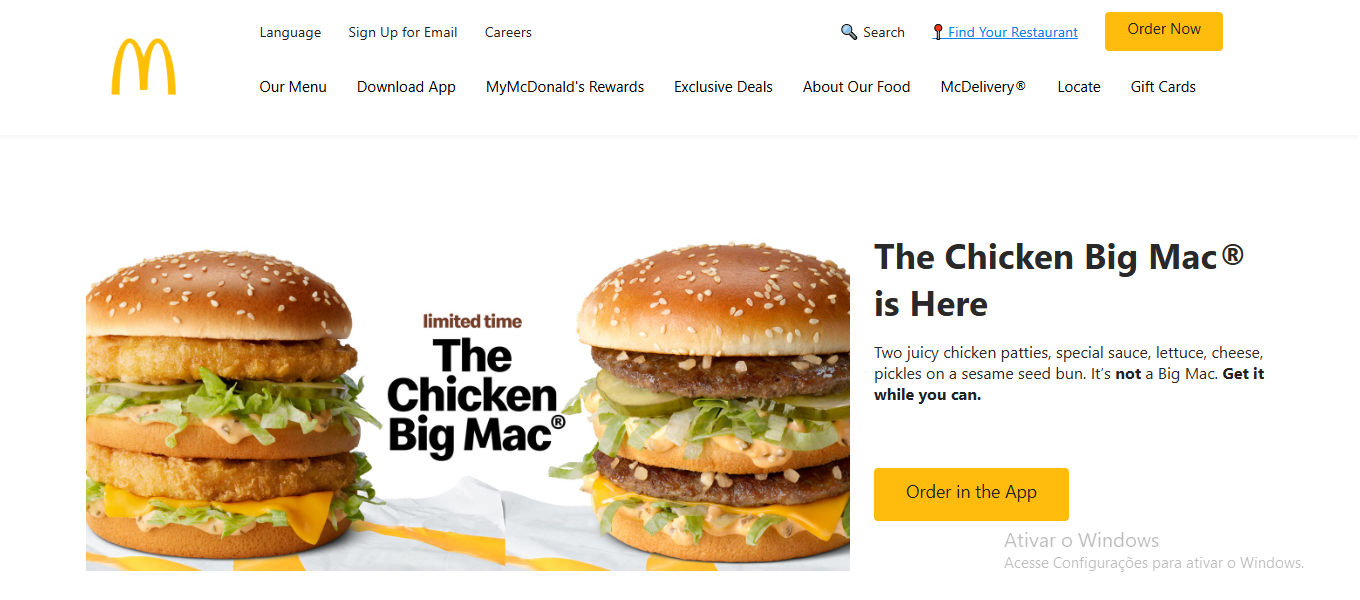 Language Sign Up for Email Careers
Search Find Your Restaurant Order Now
Our Menu Download App MyMcDonald's Rewards Exclusive Deals About Our Food McDelivery® Locate Gift Cards
limited time
The
Chicken
Big Mac®
The Chicken Big Mac®
is Here
Two juicy chicken patties, special sauce, lettuce, cheese,
pickles on a sesame seed bun. It’s not a Big Mac. Get it
while you can.
Order in the App
Ativar o Windows
Acesse Configurações para ativar o Windows.